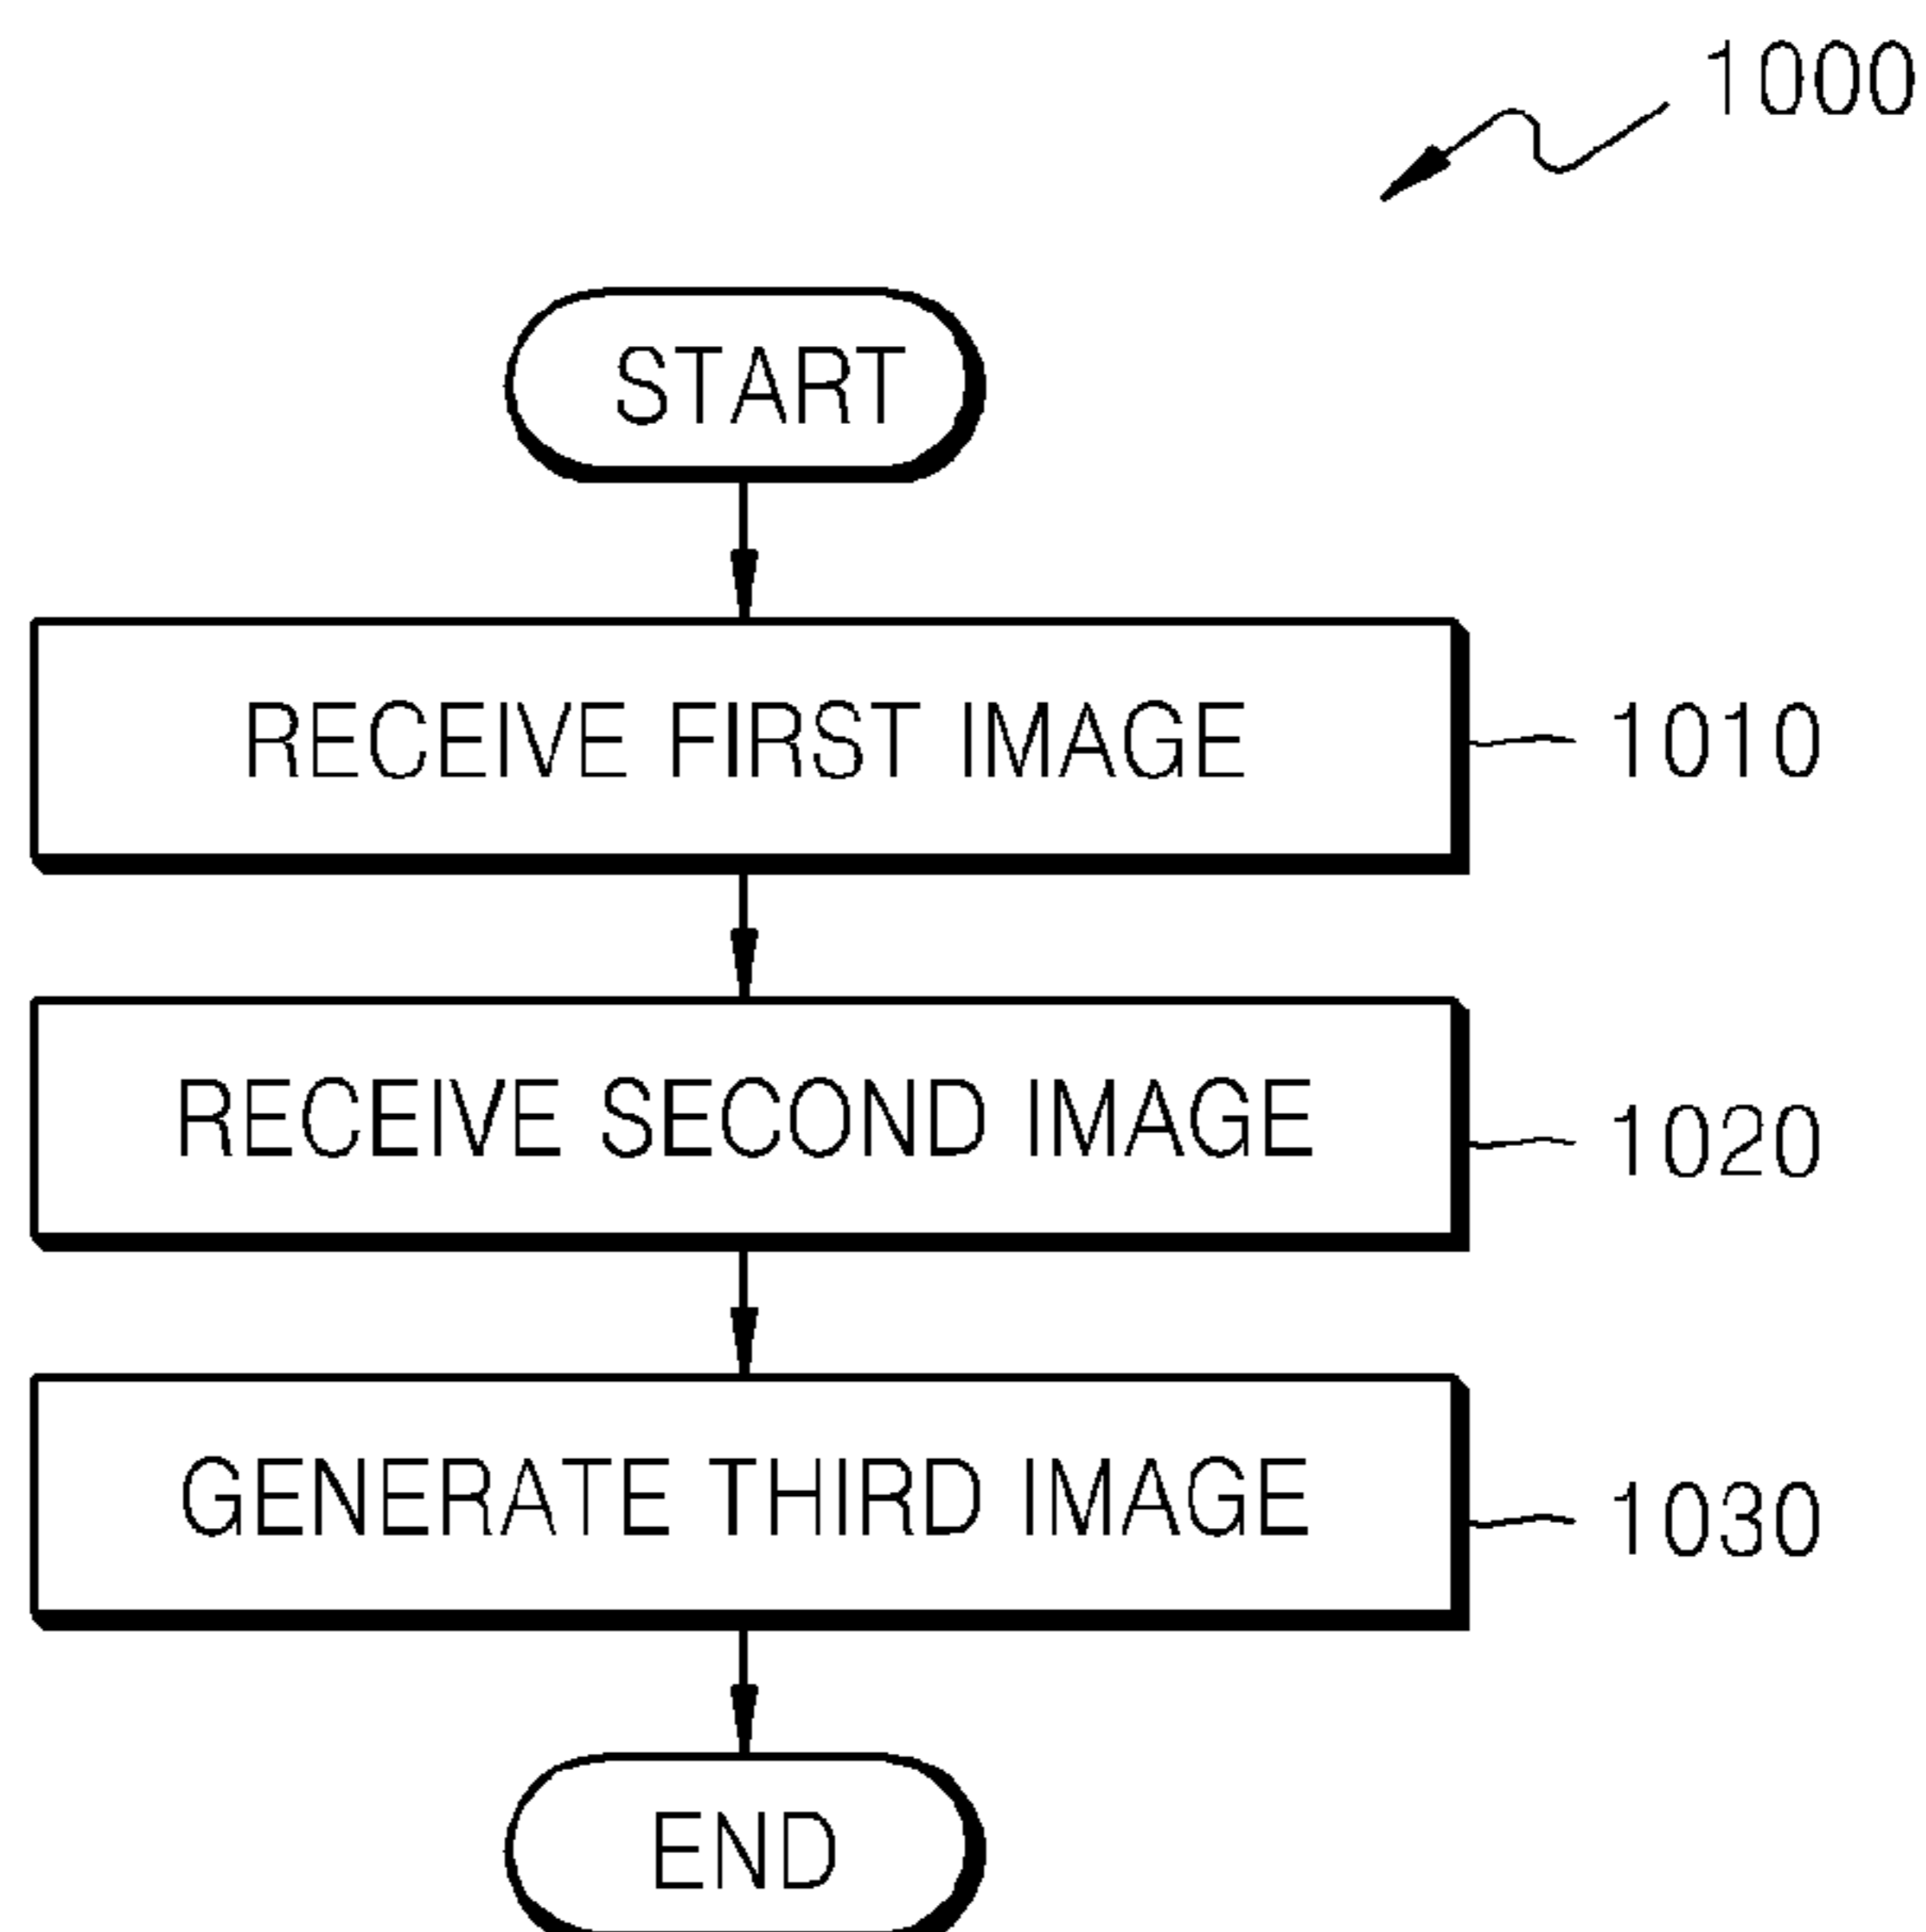 1000
START
RECEIVE FIRST IMAGE
1010
RECEIVE SECOND IMAGE
1020
GENERATE THIRD IMAGE
1030
END